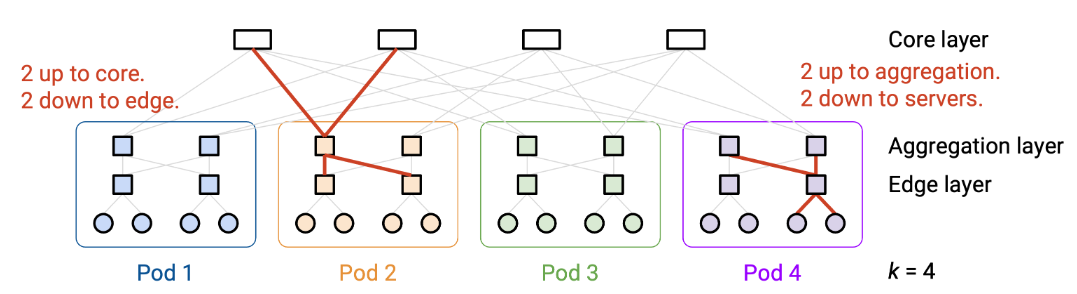 Core layer
2 up to core.
2 down to edge.
2 up to aggregation.
2 down to servers.
Aggregation layer
Edge layer
Pod 1
Pod 2
Pod 3
Pod 4
k = 4